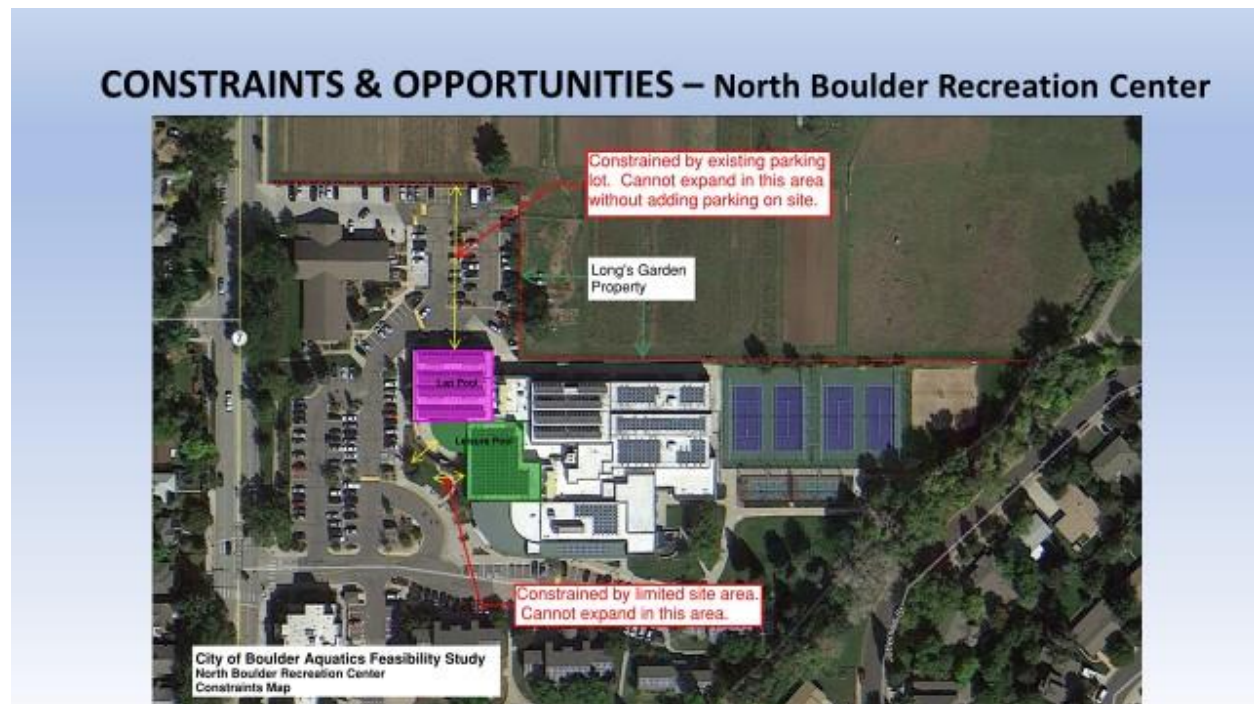 CONSTRAINTS & OPPORTUNITIES – North Boulder Recreation Center
Constrained by existing parking
lot. Cannot expand in this area
without adding parking on site.
Long's Garden
Property
Lap Pool
Leisure Pool
Constrained by limited site area.
Cannot expand in this area.
City of Boulder Aquatics Feasibility Study
North Boulder Recreation Center
Constraints Map